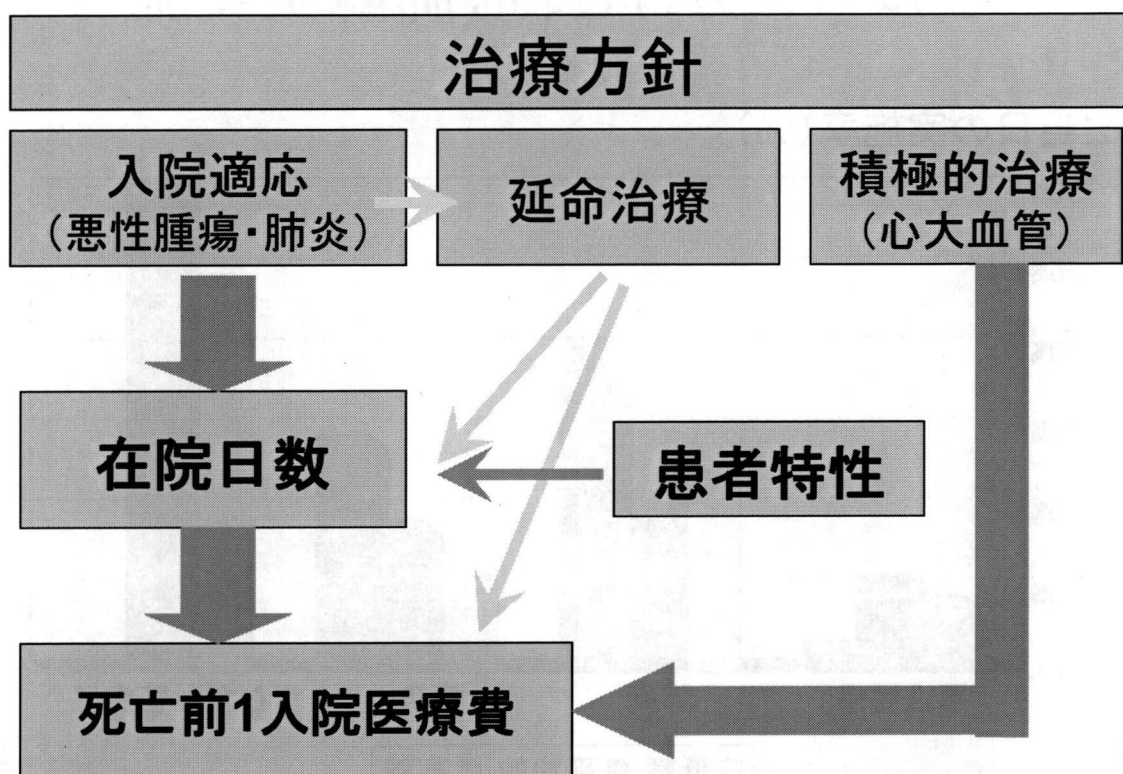 治療方針
入院適応
(悪性腫瘍・肺炎)
延命治療
積極的治療
(心大血管)
在院日数
患者特性
死亡前1入院医療費